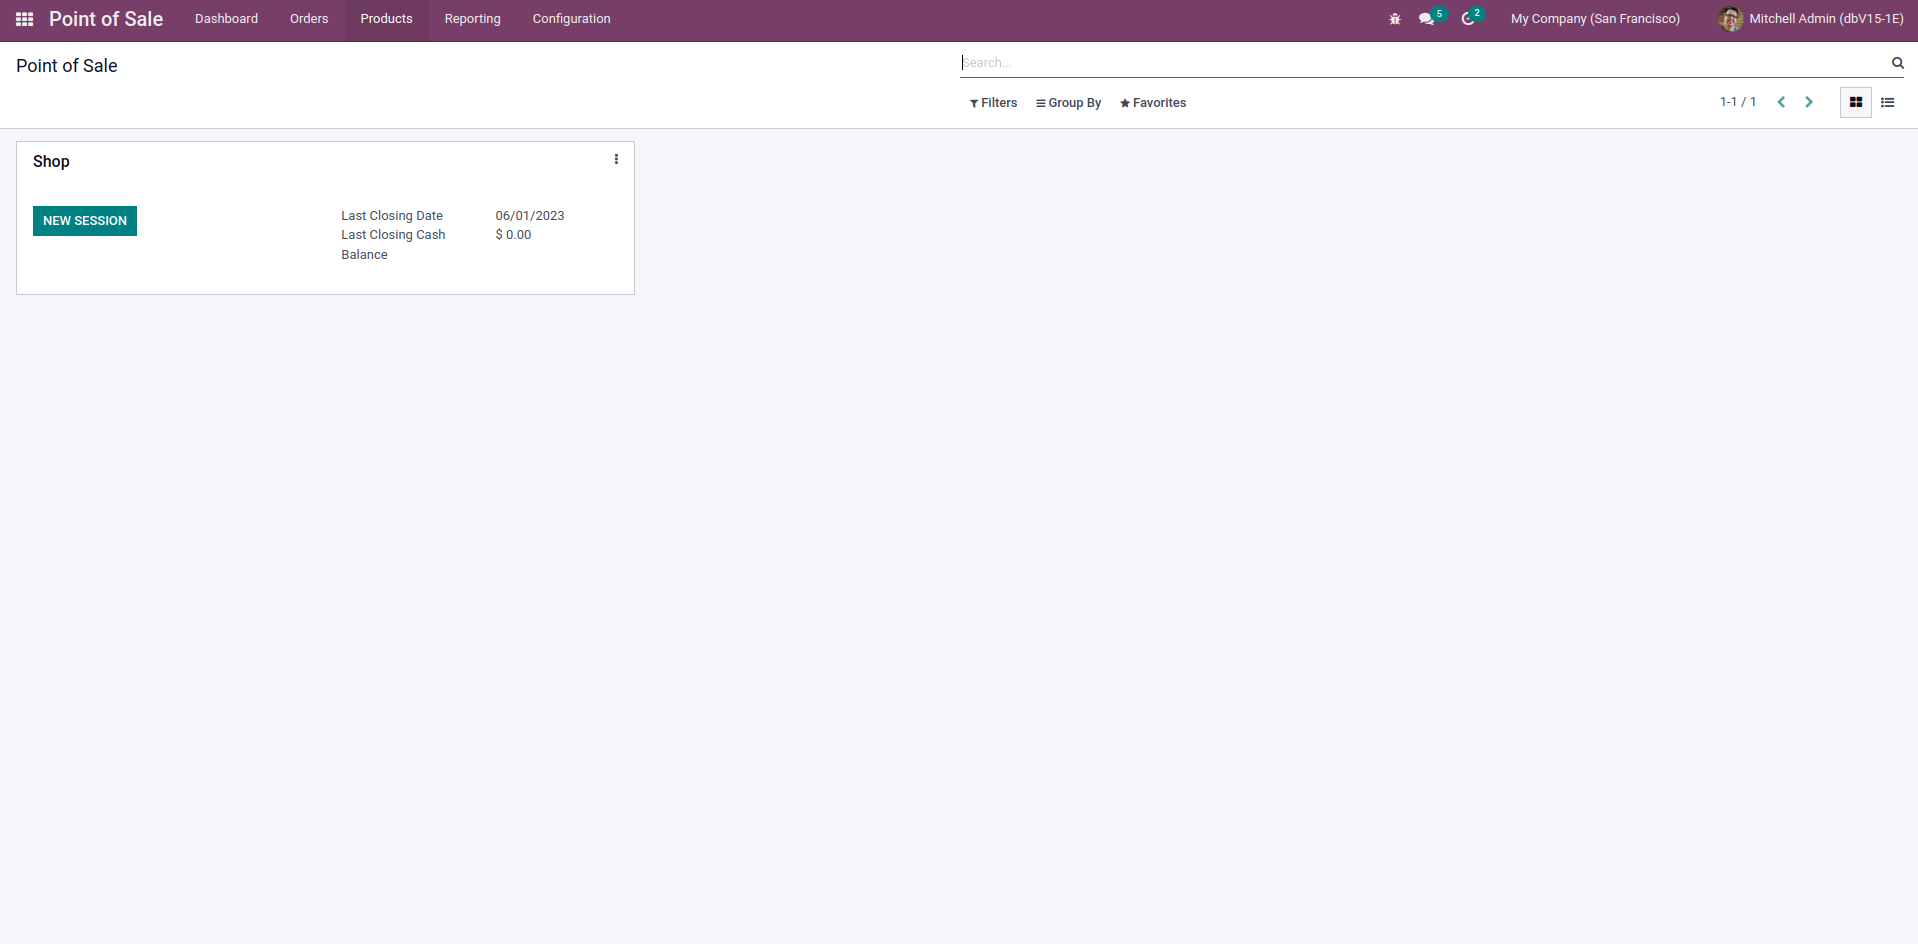 Point of Sale Dashboard Orders Products Reporting Configuration 5 2 My Company (San Francisco) Mitchell Admin (dbV15-1E)
Point of Sale
Search...
Filters Group By Favorites 1-1 / 1
Shop
NEW SESSION
Last Closing Date 06/01/2023
Last Closing Cash $ 0.00
Balance